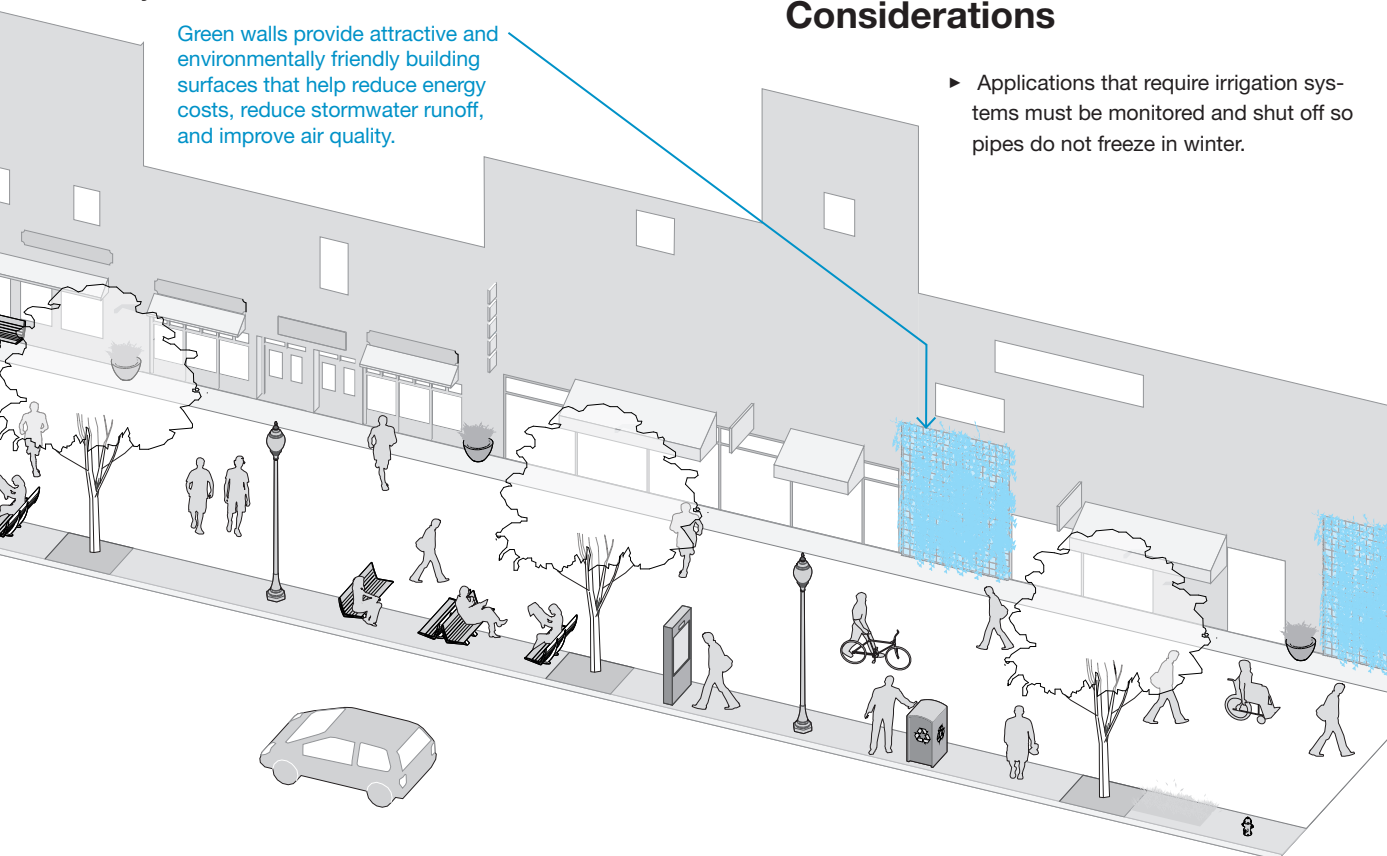 Green walls provide attractive and
environmentally friendly building
surfaces that help reduce energy
costs, reduce stormwater runoff,
and improve air quality.
Considerations
► Applications that require irrigation sys-
tems must be monitored and shut off so
pipes do not freeze in winter.